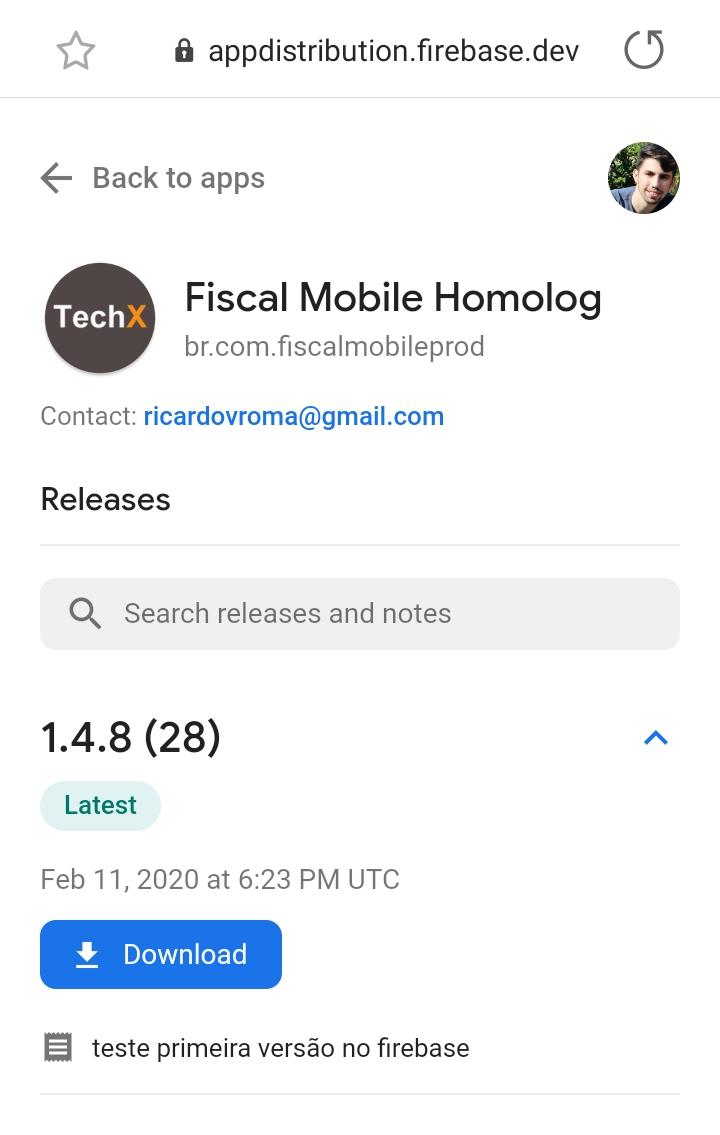 appdistribution.firebase.dev
Back to apps
TechX
Fiscal Mobile Homolog
br.com.fiscalmobileprod
Contact: ricardovroma@gmail.com
Releases
Search releases and notes
1.4.8 (28)
Latest
Feb 11, 2020 at 6:23 PM UTC
Download
teste primeira versão no firebase